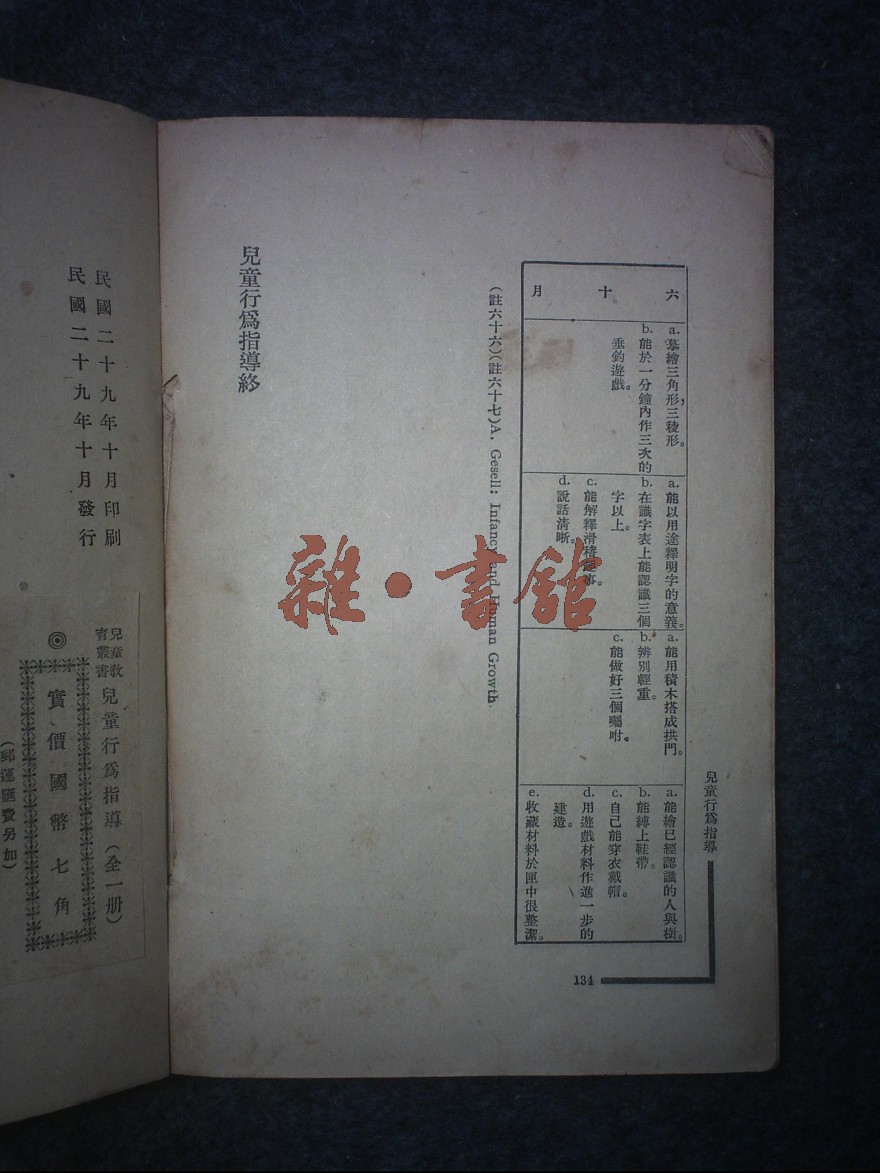 兒童行爲指導
134
六十月
a. 摹繪三角形,三稜形。
b. 能於一分鐘內作三次的
垂釣遊戲。
a. 能以用途釋明字的意義。
b. 在識字表上能認識三個
字以上。
c. 能解釋滑稽事。
d. 說話清晰。
a. 能用積木搭成拱門。
b. 辨別輕重。
c. 能做好三個囑咐。
a. 能繪已經認識的人與樹。
b. 能縛上鞋帶。
c. 自己能穿衣戴帽。
d. 用遊戲材料作進一步的
建造。
e. 收藏材料於匣中很整潔。
(註六十六)(註六十七)A. Gesell: Infancy and Human Growth
兒童行爲指導終
雜·書館
民國二十九年十月印刷
民國二十九年十月發行
兒童教
育叢書
兒童行爲指導(全一册)
實價國幣七角
(郵運匯費另加)